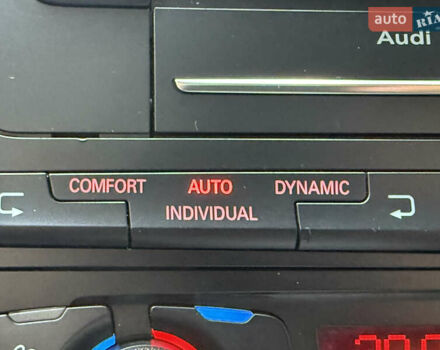 auto RIA
Audi
COMFORT AUTO DYNAMIC
INDIVIDUAL